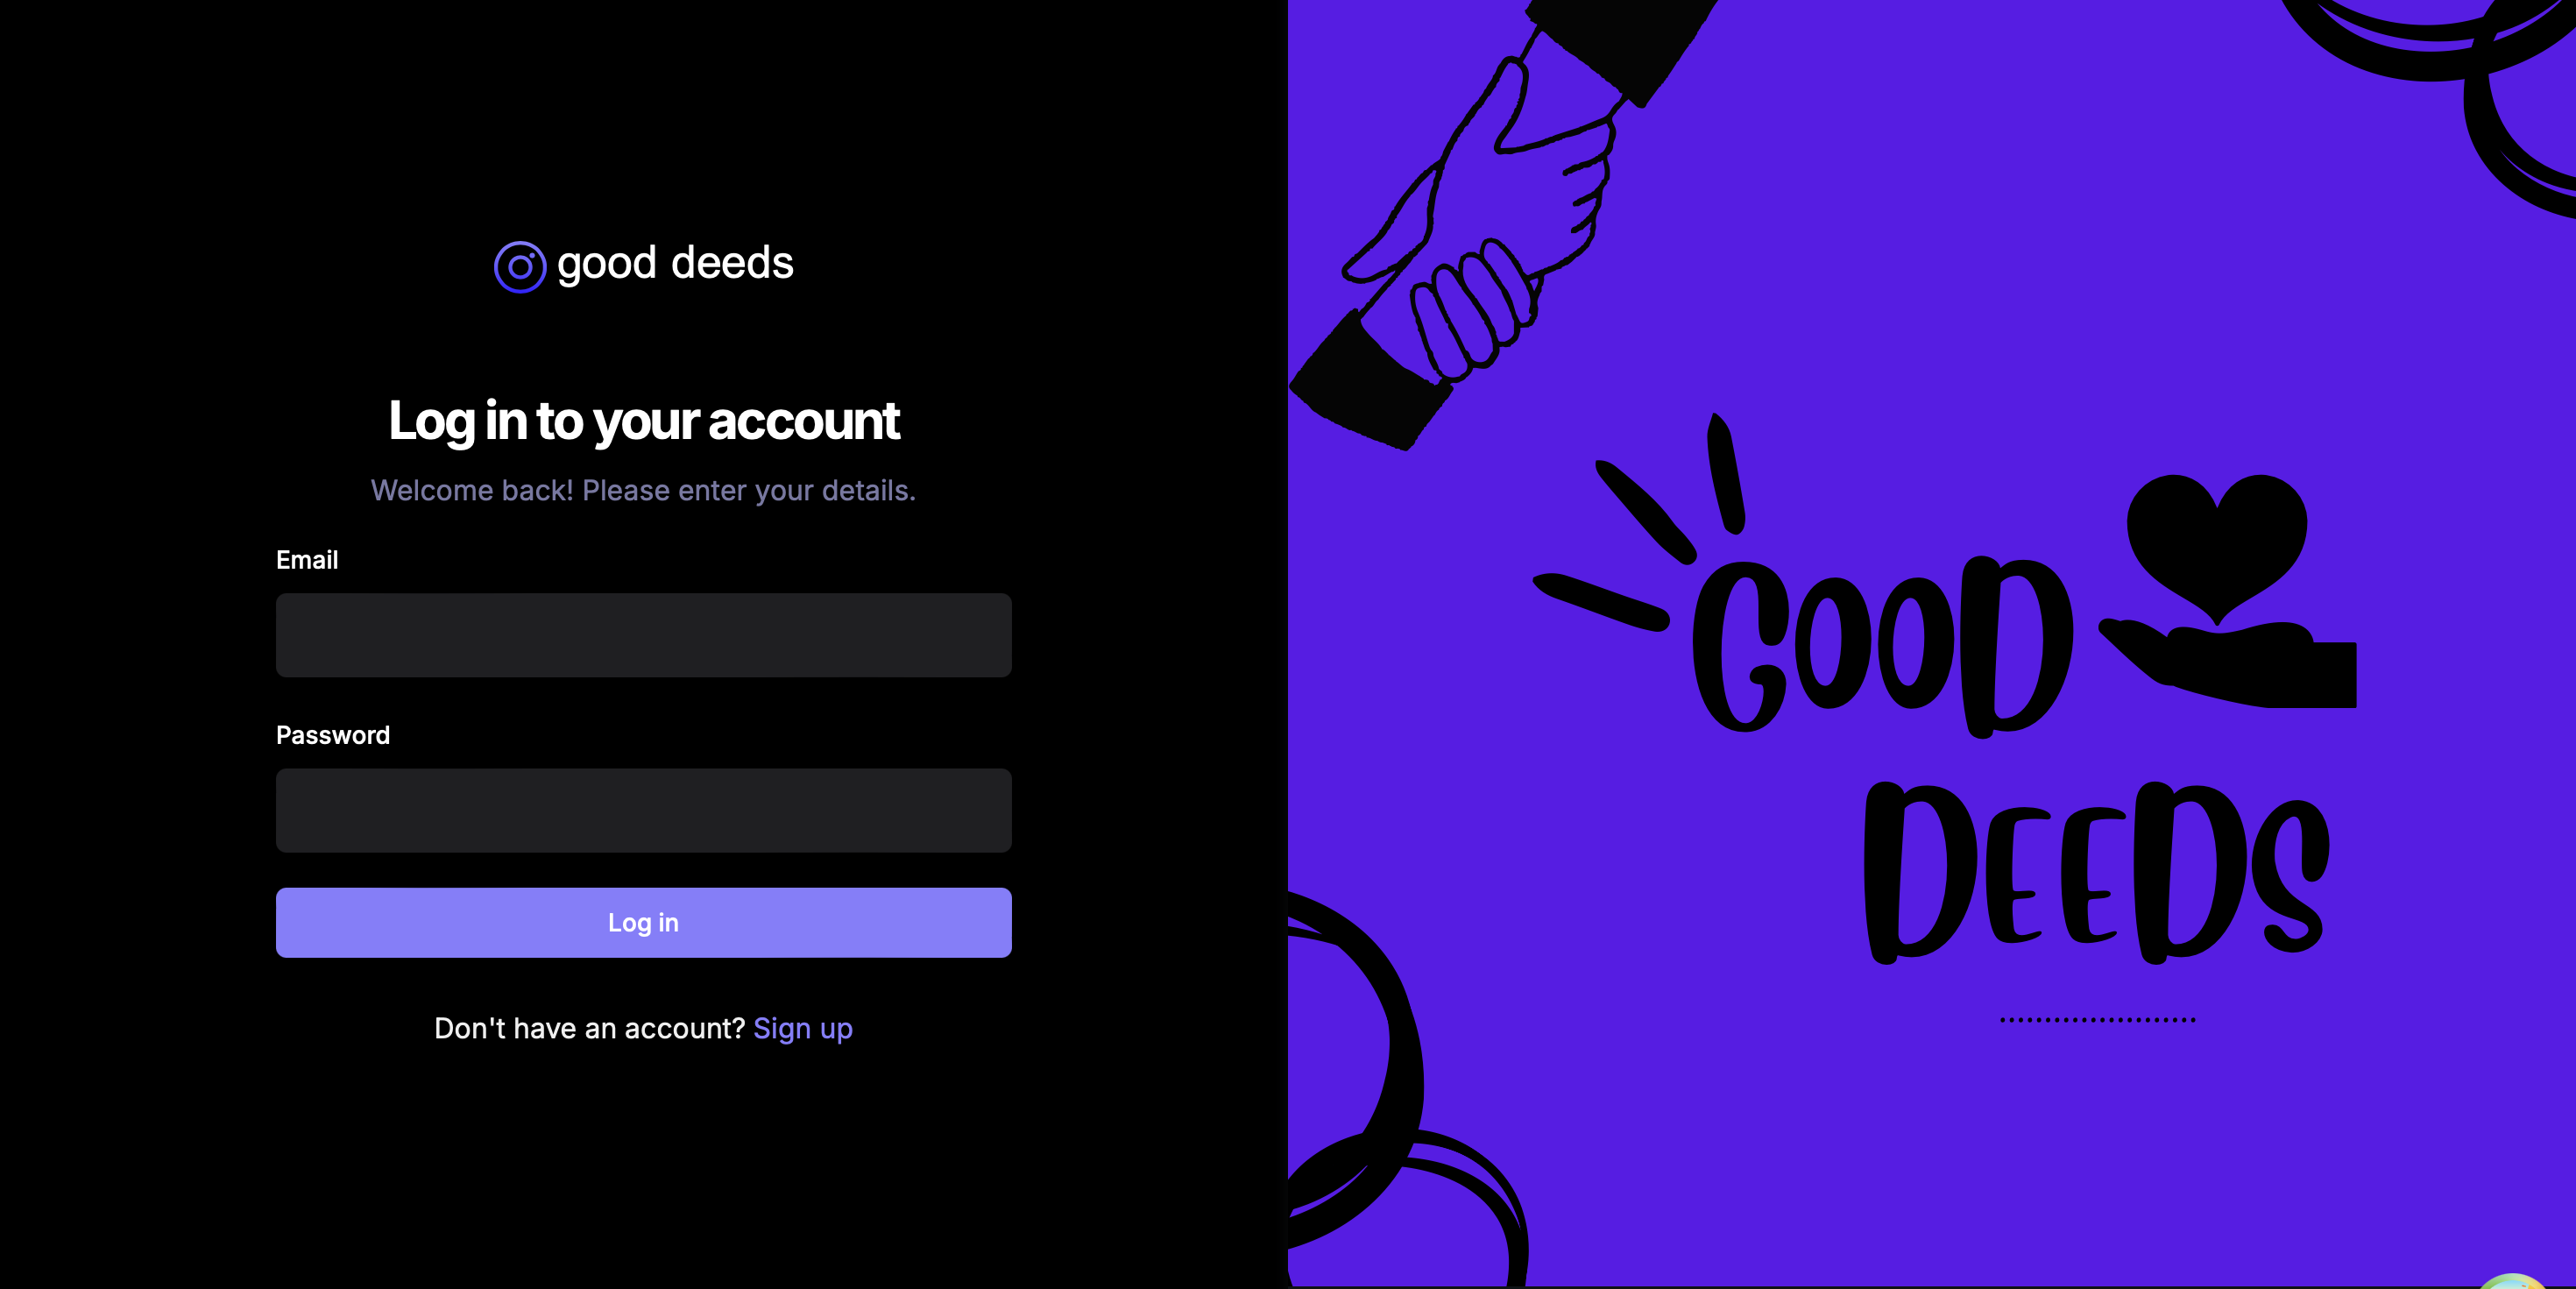 good deeds
Log in to your account
Welcome back! Please enter your details.
Email
Password
Log in
Don't have an account? Sign up
GOOD
DEEDS